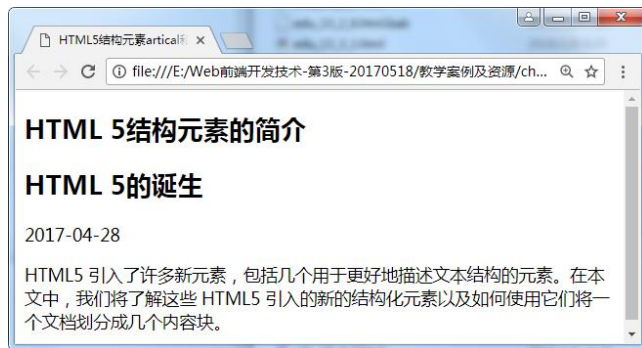 HTML5结构元素artical
file:///E:/Web前端开发技术-第3版-20170518/教学案例及资源/ch...
HTML 5结构元素的简介
HTML 5的诞生
2017-04-28
HTML5 引入了许多新元素，包括几个用于更好地描述文本结构的元素。在本
文中，我们将了解这些 HTML5 引入的新的结构化元素以及如何使用它们将一
个文档划分成几个内容块。